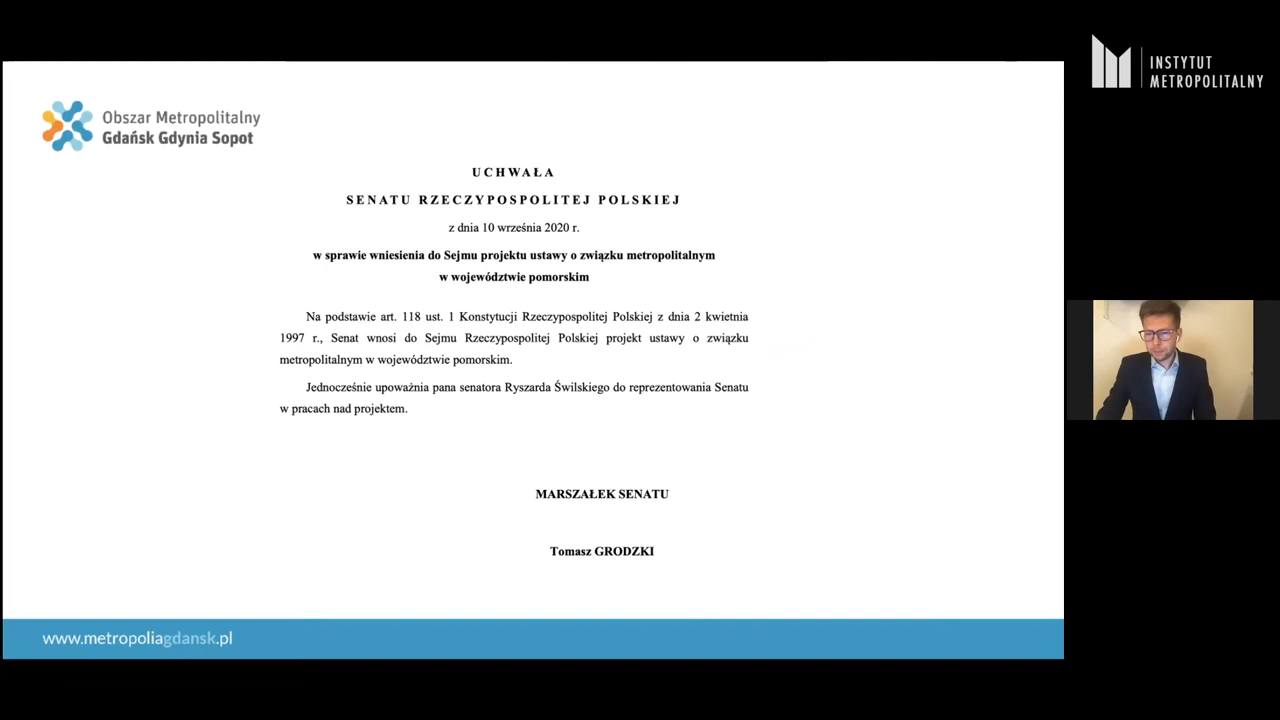 INSTYTUT
METROPOLITALNY
Obszar Metropolitalny
Gdańsk Gdynia Sopot
UCHWAŁA
SENATU RZECZYPOSPOLITEJ POLSKIEJ
z dnia 10 września 2020 r.
w sprawie wniesienia do Sejmu projektu ustawy o związku metropolitalnym
w województwie pomorskim
Na podstawie art. 118 ust. 1 Konstytucji Rzeczypospolitej Polskiej z dnia 2 kwietnia
1997 r., Senat wnosi do Sejmu Rzeczypospolitej Polskiej projekt ustawy o związku
metropolitalnym w województwie pomorskim.
Jednocześnie upoważnia pana senatora Ryszarda Świlskiego do reprezentowania Senatu
w pracach nad projektem.
MARSZAŁEK SENATU
Tomasz GRODZKI
www.metropoliagdansk.pl